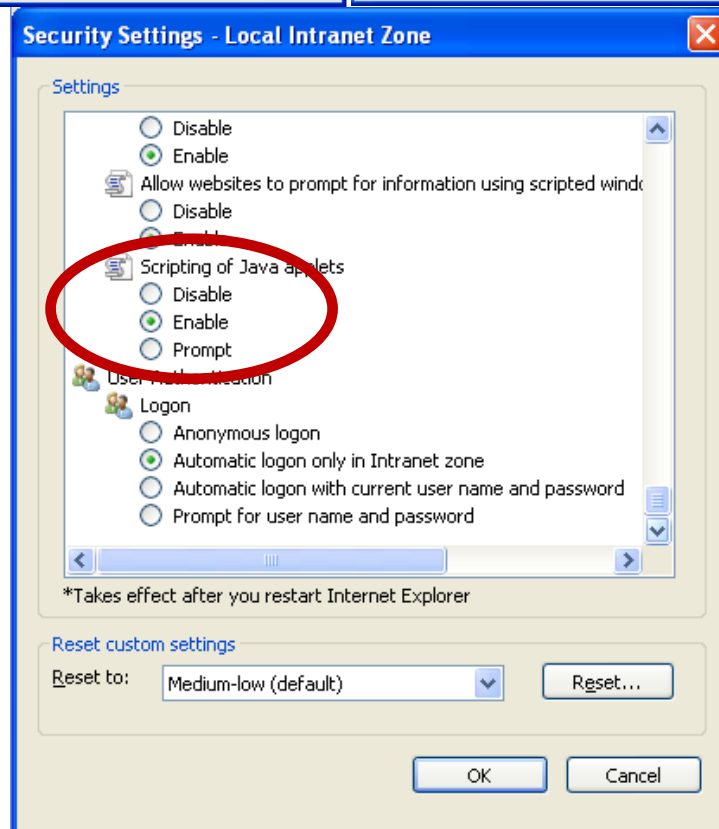 Security Settings - Local Intranet Zone
Settings
Disable
Enable
Allow websites to prompt for information using scripted
Disable
Enable
Scripting of Java applets
Disable
Enable
Prompt
User Authentication
Logon
Anonymous logon
Automatic logon only in Intranet zone
Automatic logon with current user name and password
Prompt for user name and password
*Takes effect after you restart Internet Explorer
Reset custom settings
Reset to:
Medium-low (default)
Reset...
OK
Cancel